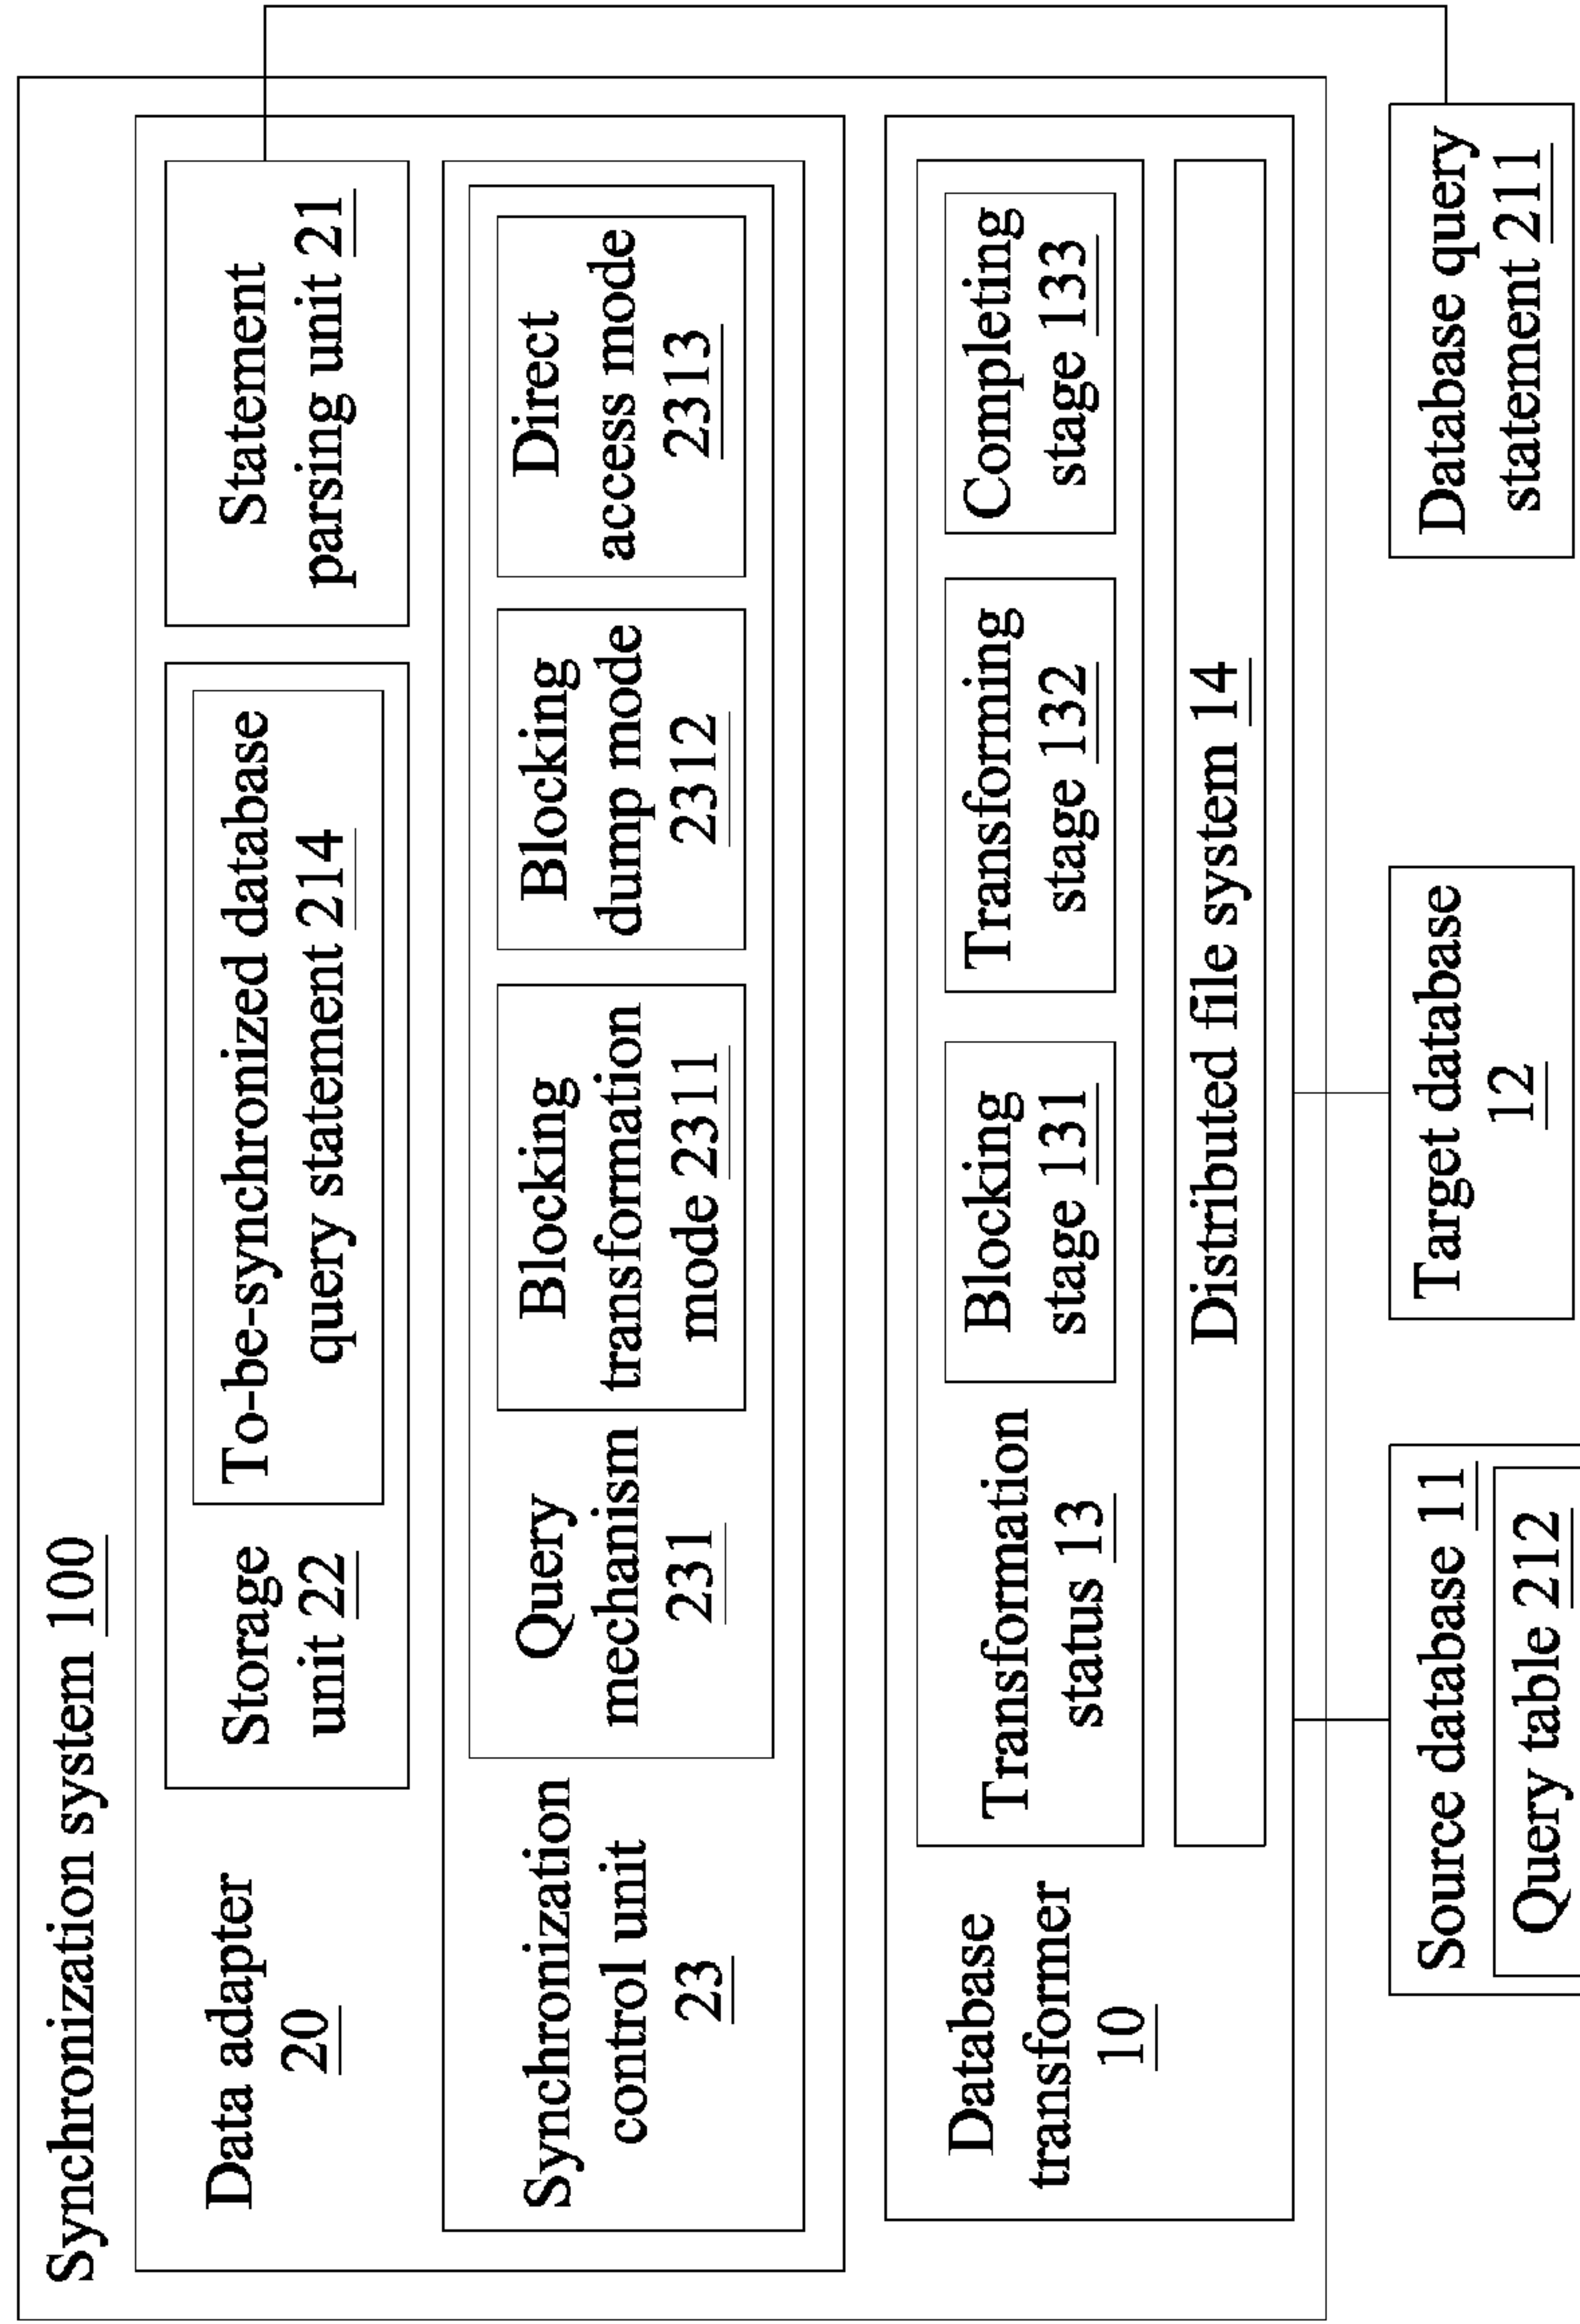 Synchronization system 100
Data adapter
20
Storage
unit 22
To-be-synchronized database
query statement 214
Statement
parsing unit 21
Synchronization
control unit
23
Query
mechanism
231
Blocking
transformation
mode 2311
Blocking
dump mode
2312
Direct
access mode
2313
Database
transformer
10
Transformation
status 13
Blocking
stage 131
Transforming
stage 132
Completing
stage 133
Distributed file system 14
Source database 11
Query table 212
Target database
12
Database query
statement 211